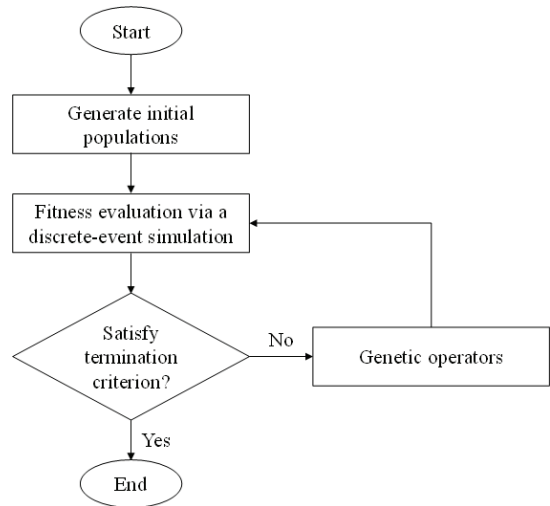 Start
Generate initial
populations
Fitness evaluation via a
discrete-event simulation
Satisfy
termination
criterion?
No
Genetic operators
Yes
End